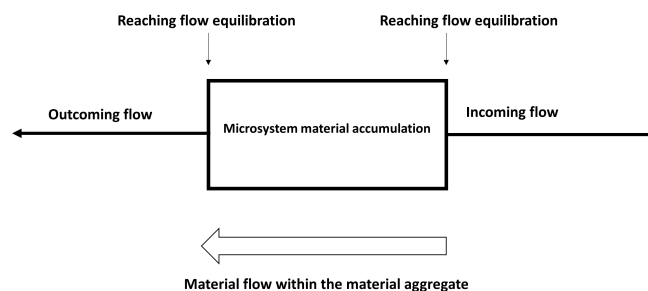 Reaching flow equilibration
Reaching flow equilibration
Outcoming flow
Incoming flow
Microsystem material accumulation
Material flow within the material aggregate